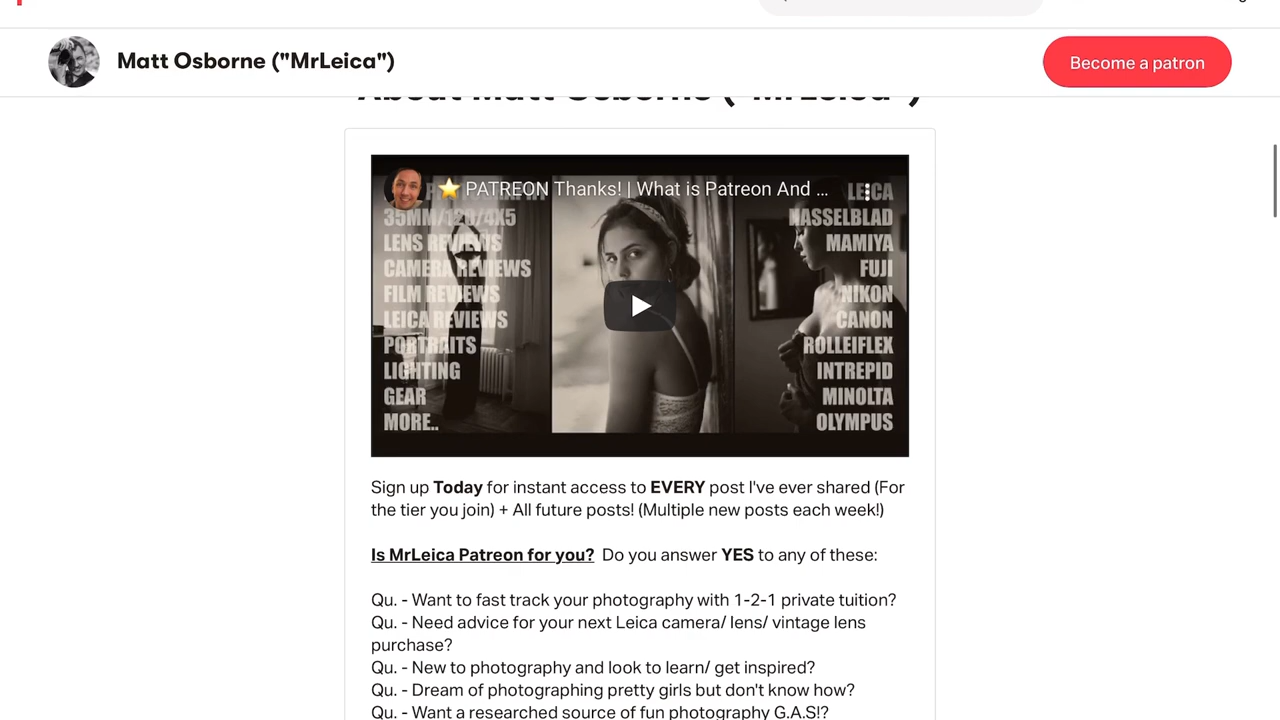 Matt Osborne ("MrLeica")
Become a patron
About Matt Osborne ("MrLeica")
⭐ PATREON Thanks! | What is Patreon And ...
35MM/120/4X5
LENS REVIEWS
CAMERA REVIEWS
FILM REVIEWS
LEICA REVIEWS
PORTRAITS
LIGHTING
GEAR
MORE..
LEICA
HASSELBLAD
MAMIYA
FUJI
NIKON
CANON
ROLLEIFLEX
INTREPID
MINOLTA
OLYMPUS
Sign up Today for instant access to EVERY post I've ever shared (For
the tier you join) + All future posts! (Multiple new posts each week!)
Is MrLeica Patreon for you? Do you answer YES to any of these:
Qu. - Want to fast track your photography with 1-2-1 private tuition?
Qu. - Need advice for your next Leica camera/ lens/ vintage lens
purchase?
Qu. - New to photography and look to learn/ get inspired?
Qu. - Dream of photographing pretty girls but don't know how?
Qu. - Want a researched source of fun photography G.A.S!?